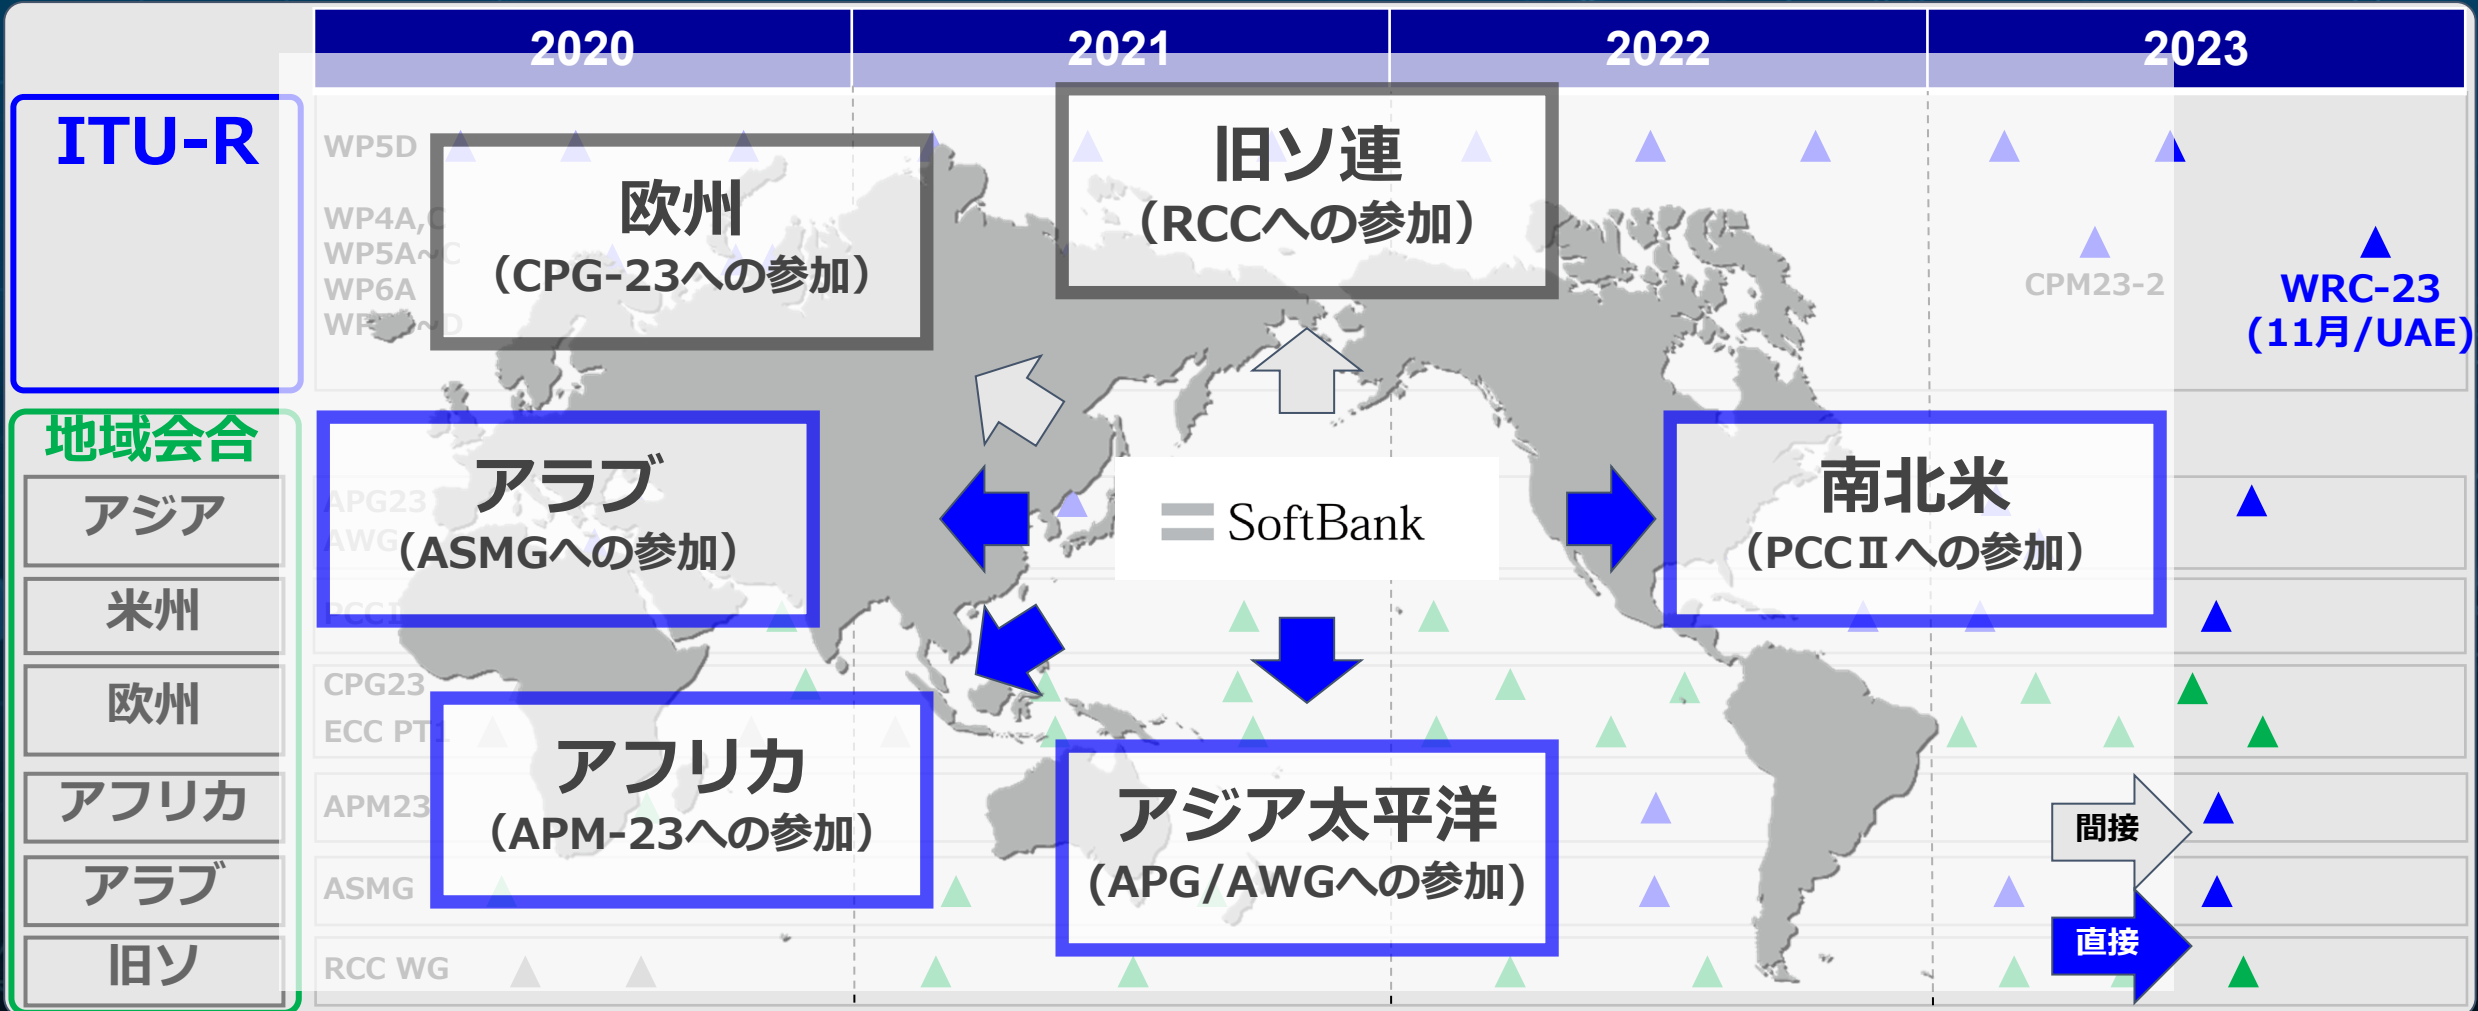 2020
2021
2022
2023
ITU-R
WP5D
WP4A,C
WP5A~C
WP6A
CPM23-2
WRC-23
(11月/UAE)
欧州
（CPG-23への参加）
旧ソ連
（RCCへの参加）
地域会合
アジア
APG23
AWG
アラブ
（ASMGへの参加）
SoftBank
南北米
（PCCⅡへの参加）
米州
欧州
CPG23
ECC PT1
アフリカ
APM23
アフリカ
（APM-23への参加）
アジア太平洋
(APG/AWGへの参加)
間接
アラブ
ASMG
直接
旧ソ
RCC WG